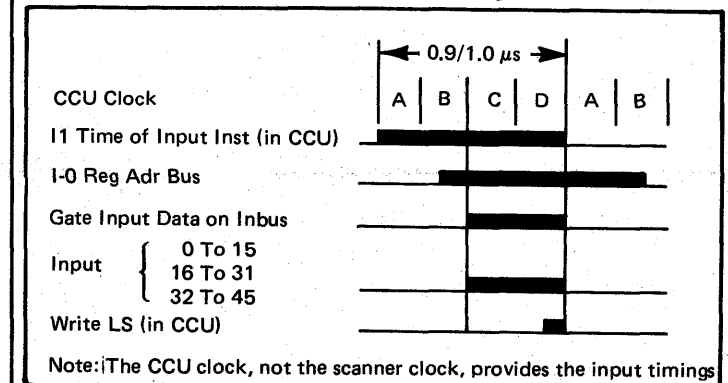 0.9/1.0 μs
CCU Clock A B C D A B
I1 Time of Input Inst (in CCU)
I-0 Reg Adr Bus
Gate Input Data on Inbus
Input { 0 To 15
16 To 31
32 To 45
Write LS (in CCU)
Note: The CCU clock, not the scanner clock, provides the input timings